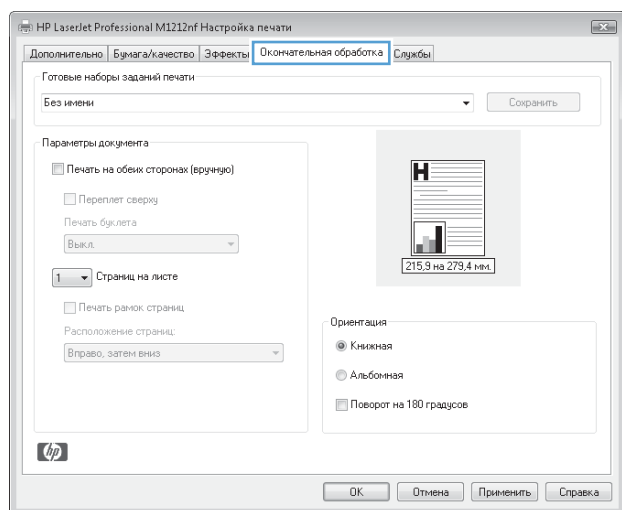 HP LaserJet Professional M1212nf Настройка печати
Дополнительно Бумага/качество Эффекты Окончательная обработка Службы
Готовые наборы заданий печати
Без имени Сохранить
Параметры документа
Печать на обеих сторонах (вручную)
Переплет сверху
Печать буклета
Выкл.
1 Страниц на листе
Печать рамок страниц
Расположение страниц:
Вправо, затем вниз
H
215,9 на 279,4 мм.
Ориентация
Книжная
Альбомная
Поворот на 180 градусов
hp
OK Отмена Применить Справка